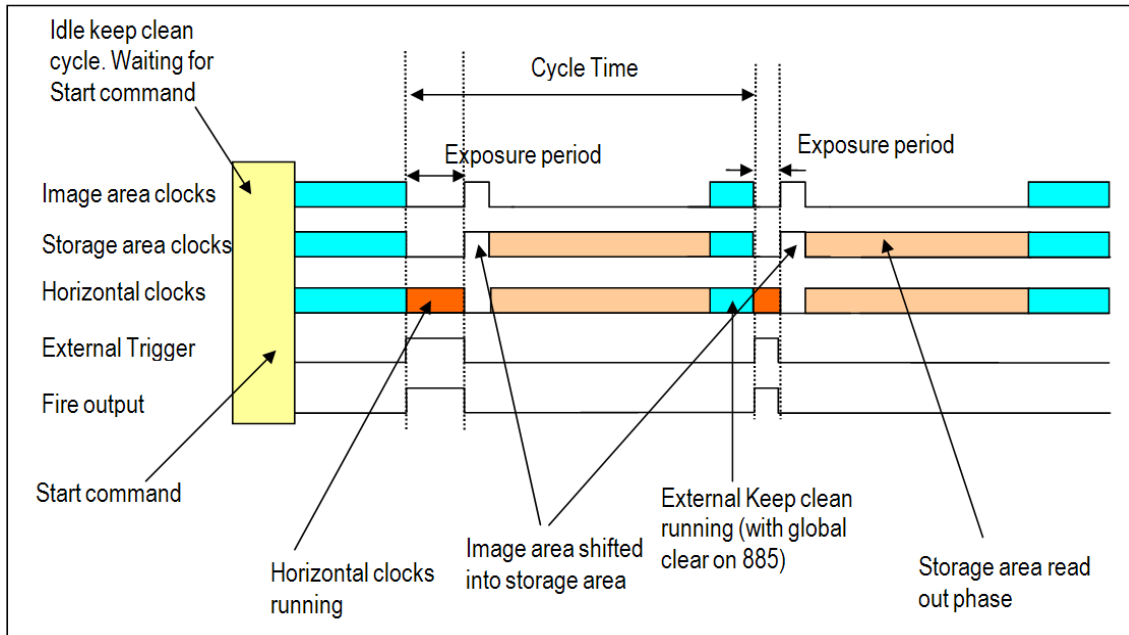 Idle keep clean
cycle. Waiting for
Start command
Cycle Time
Exposure period
Exposure period
Image area clocks
Storage area clocks
Horizontal clocks
External Trigger
Fire output
Start command
Horizontal clocks
running
Image area shifted
into storage area
External Keep clean
running (with global
clear on 885)
Storage area read
out phase